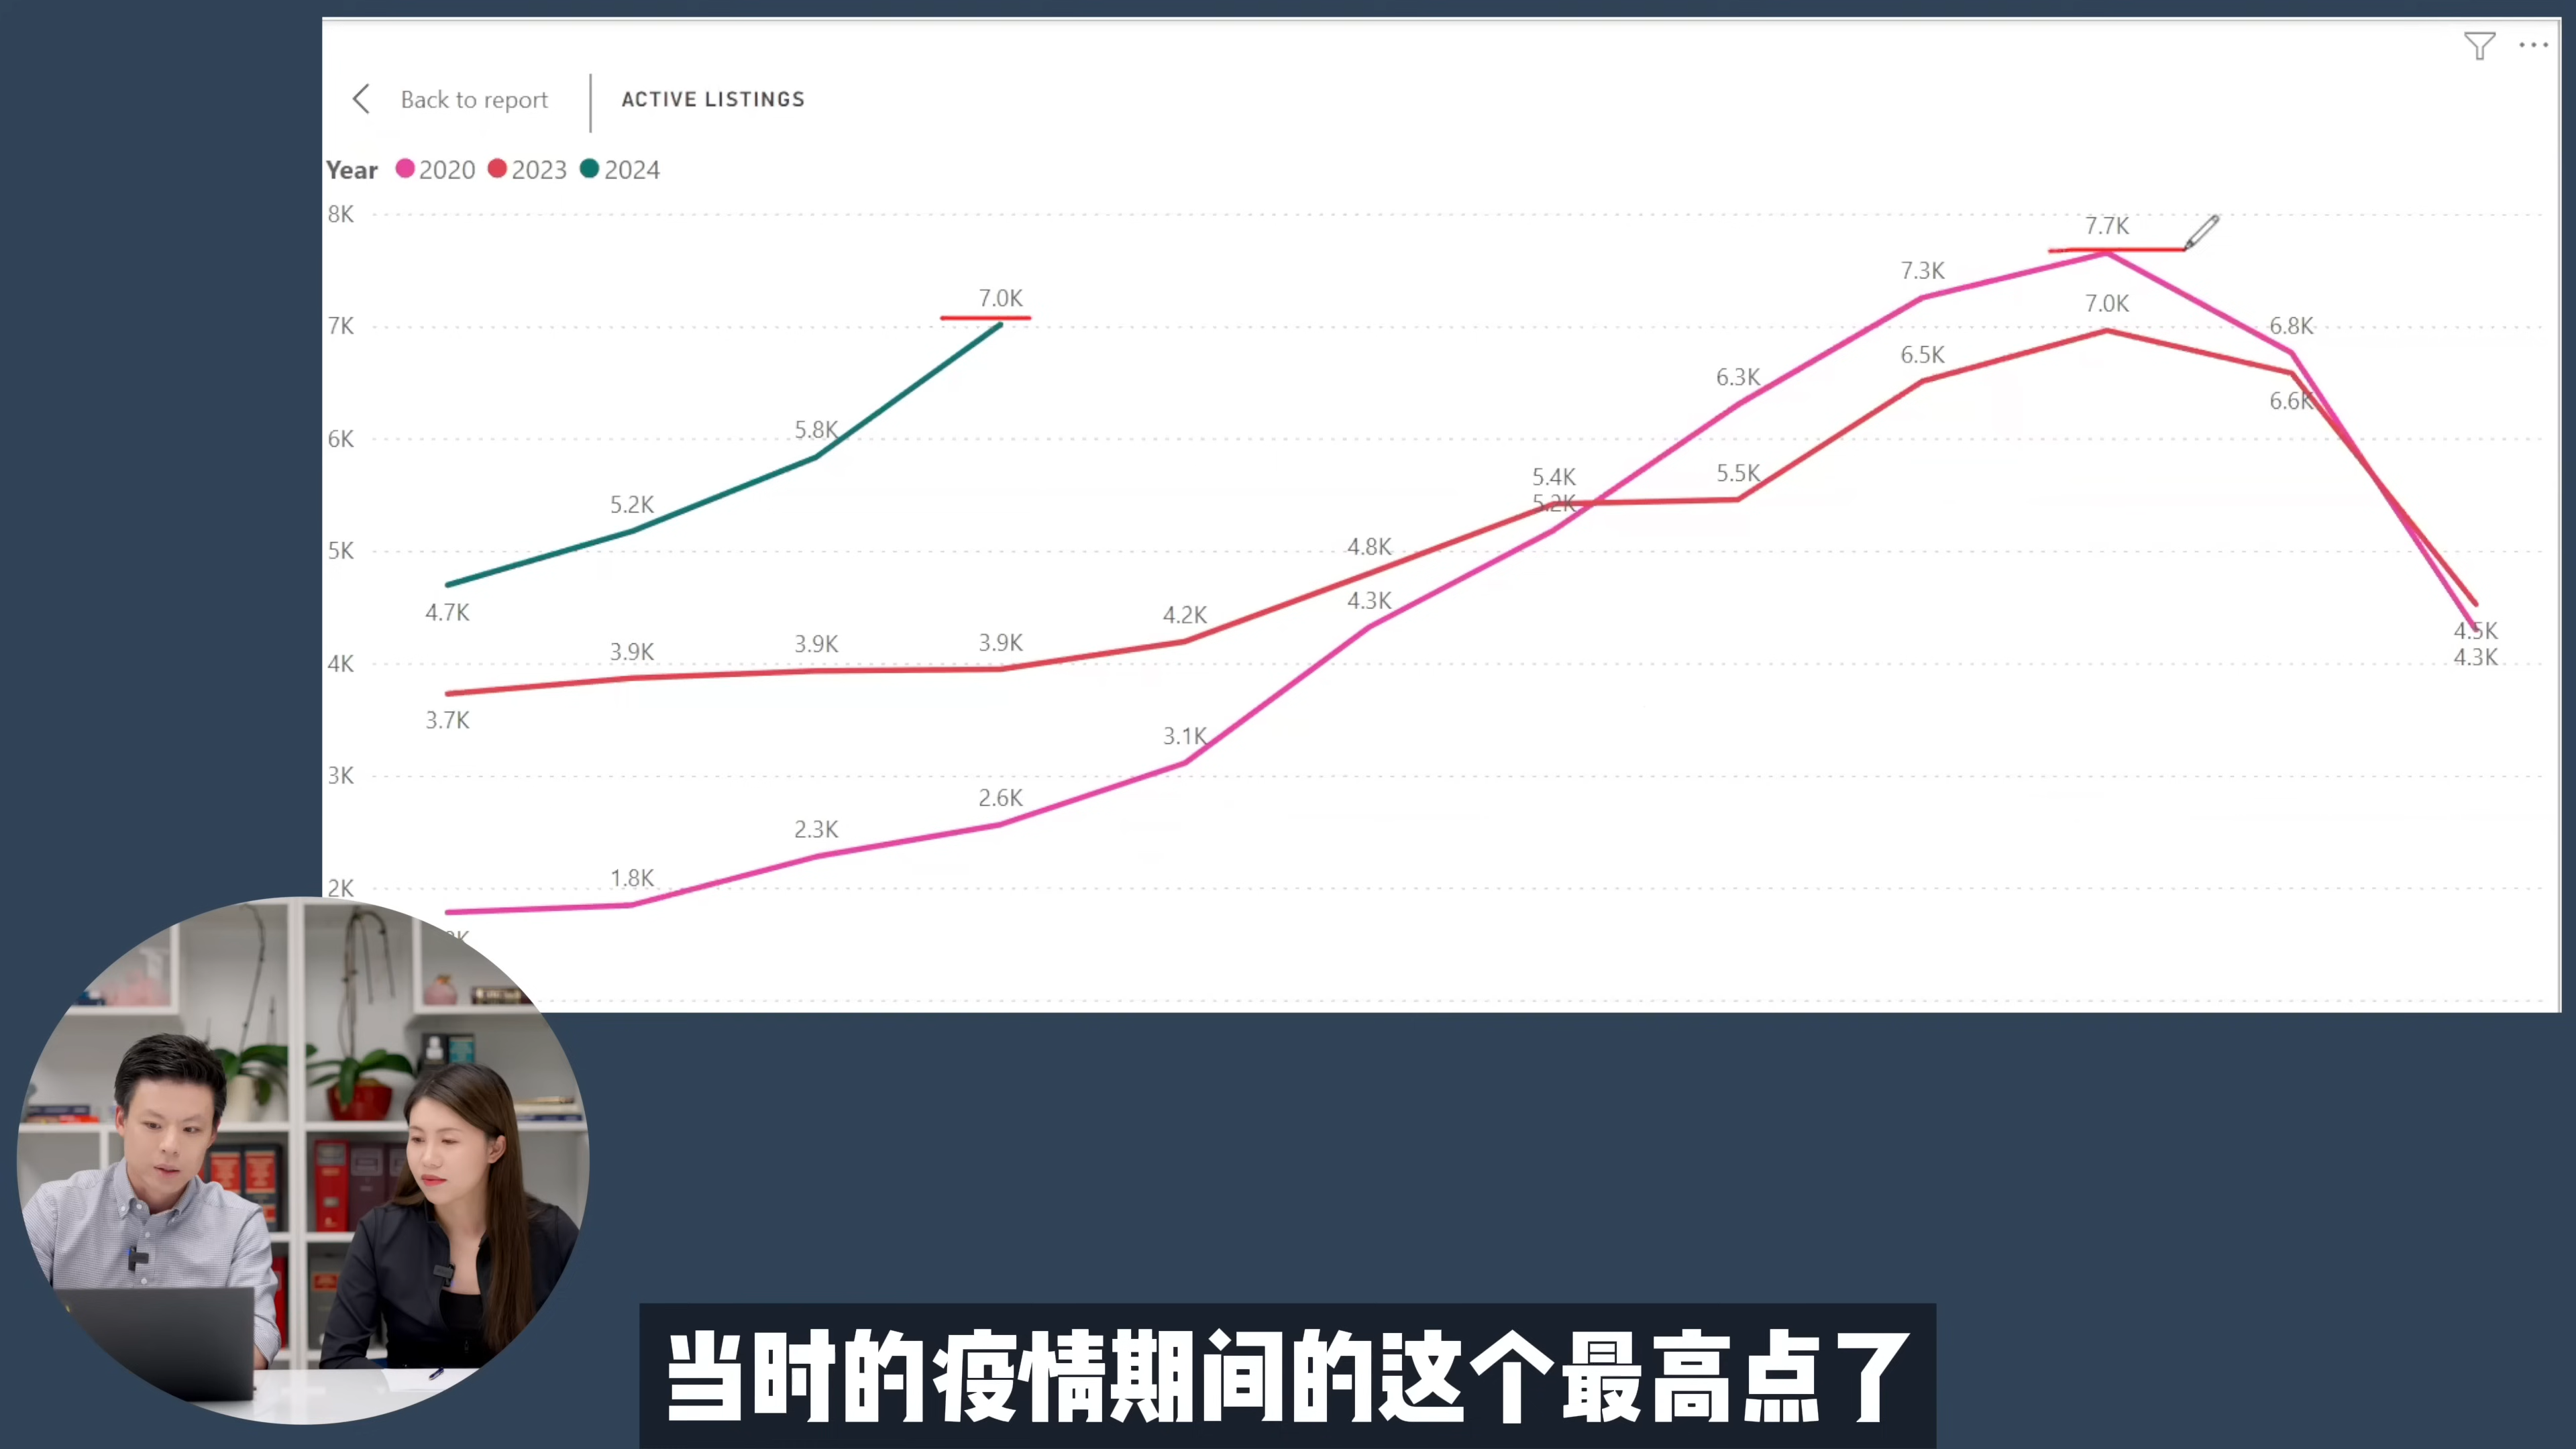 Back to report
ACTIVE LISTINGS
Year 2020 2023 2024
8K
7.7K
7.3K
7.0K
7.0K
7K
6.8K
6.3K
6.5K
6.6K
5.8K
6K
5.4K
5.2K
5.5K
5.2K
4.8K
5K
4.7K
4.3K
4.2K
3.9K
3.9K
3.9K
4.5K
4.3K
4K
3.7K
3.1K
3K
2.6K
2.3K
1.8K
2K
当时的疫情期间的这个最高点了